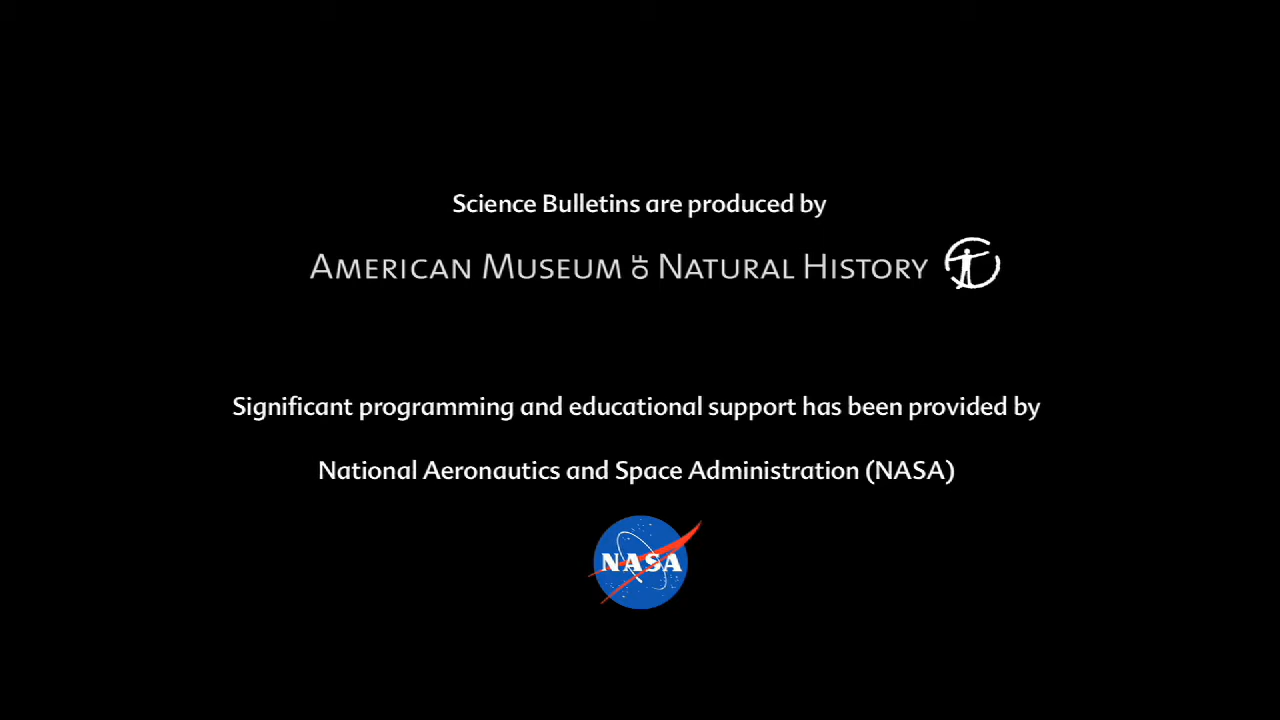 Science Bulletins are produced by
AMERICAN MUSEUM OF NATURAL HISTORY
Significant programming and educational support has been provided by
National Aeronautics and Space Administration (NASA)
NASA